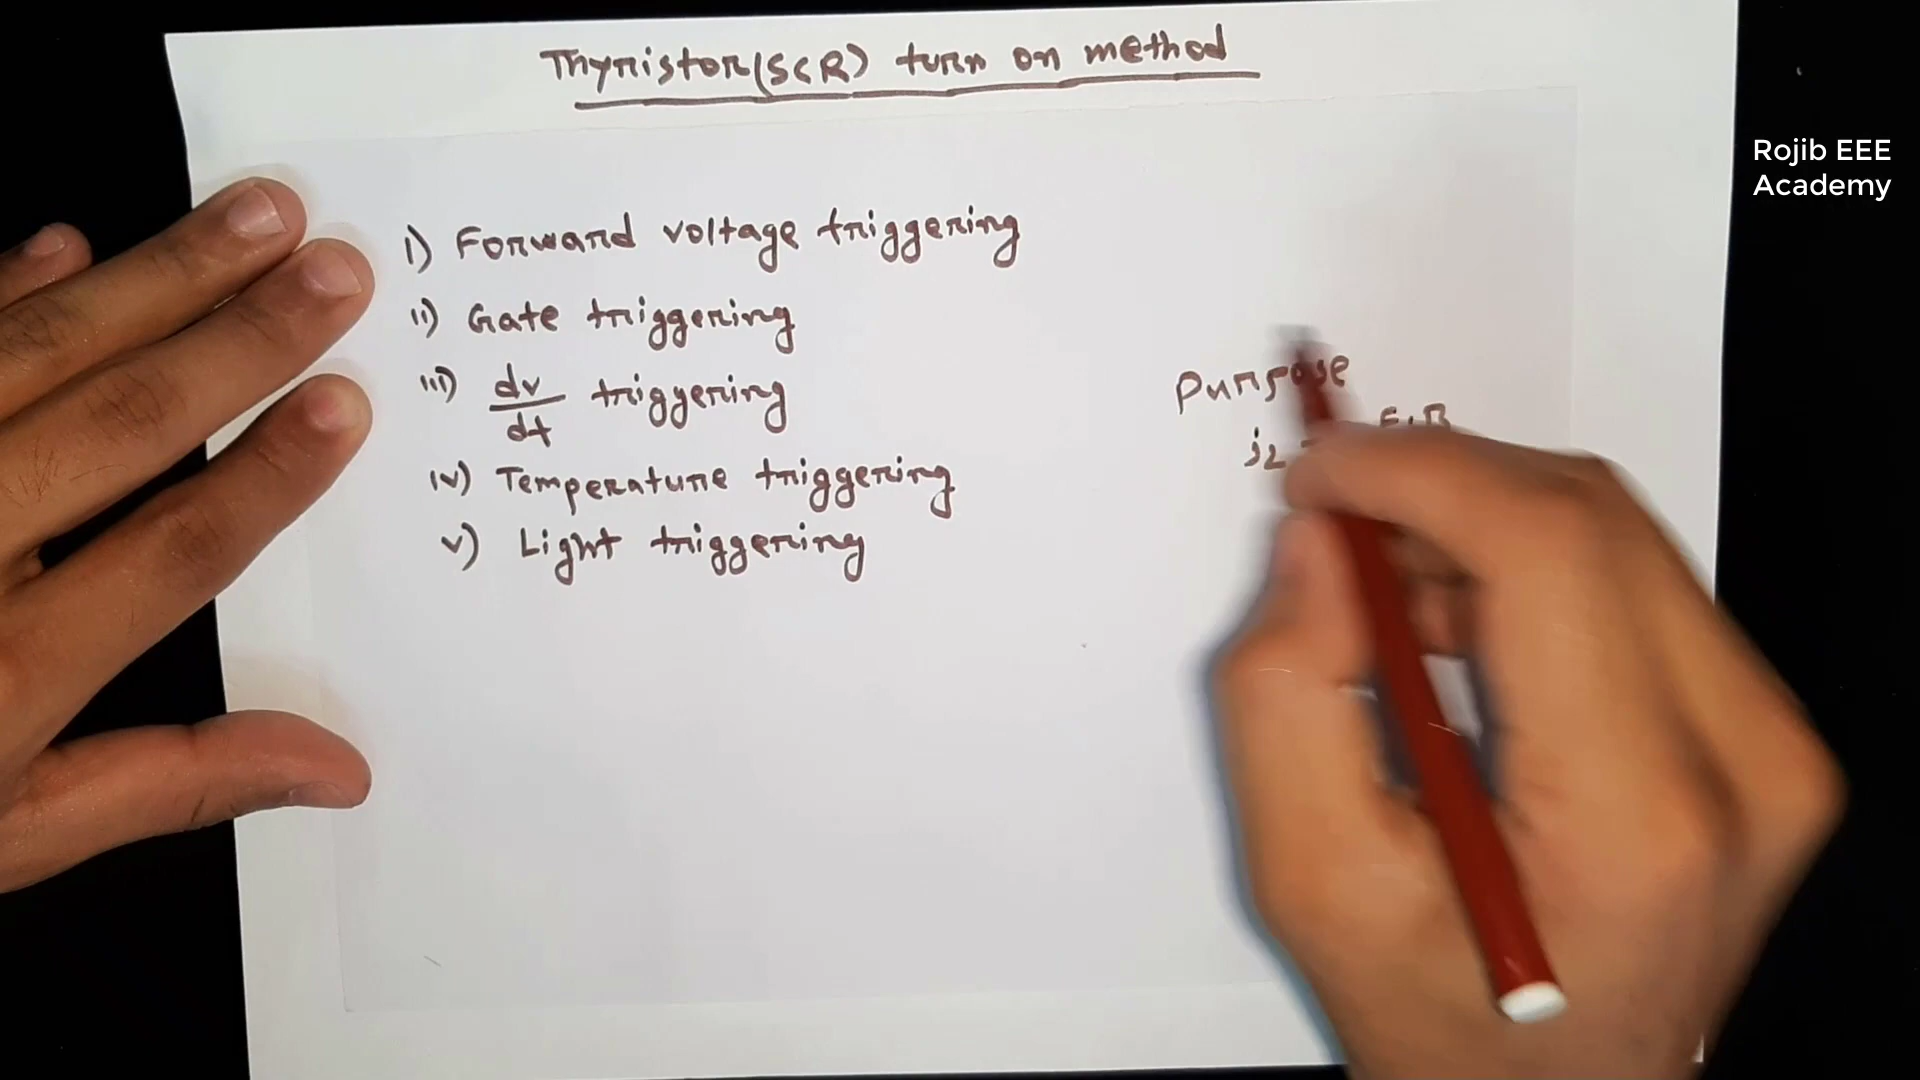 Thyristor(SCR) turn on method
Rojib EEE
Academy
i) Forward voltage triggering
ii) Gate triggering
iii) dv/dt triggering
iv) Temperature triggering
v) Light triggering
Purpose
j2 F.B